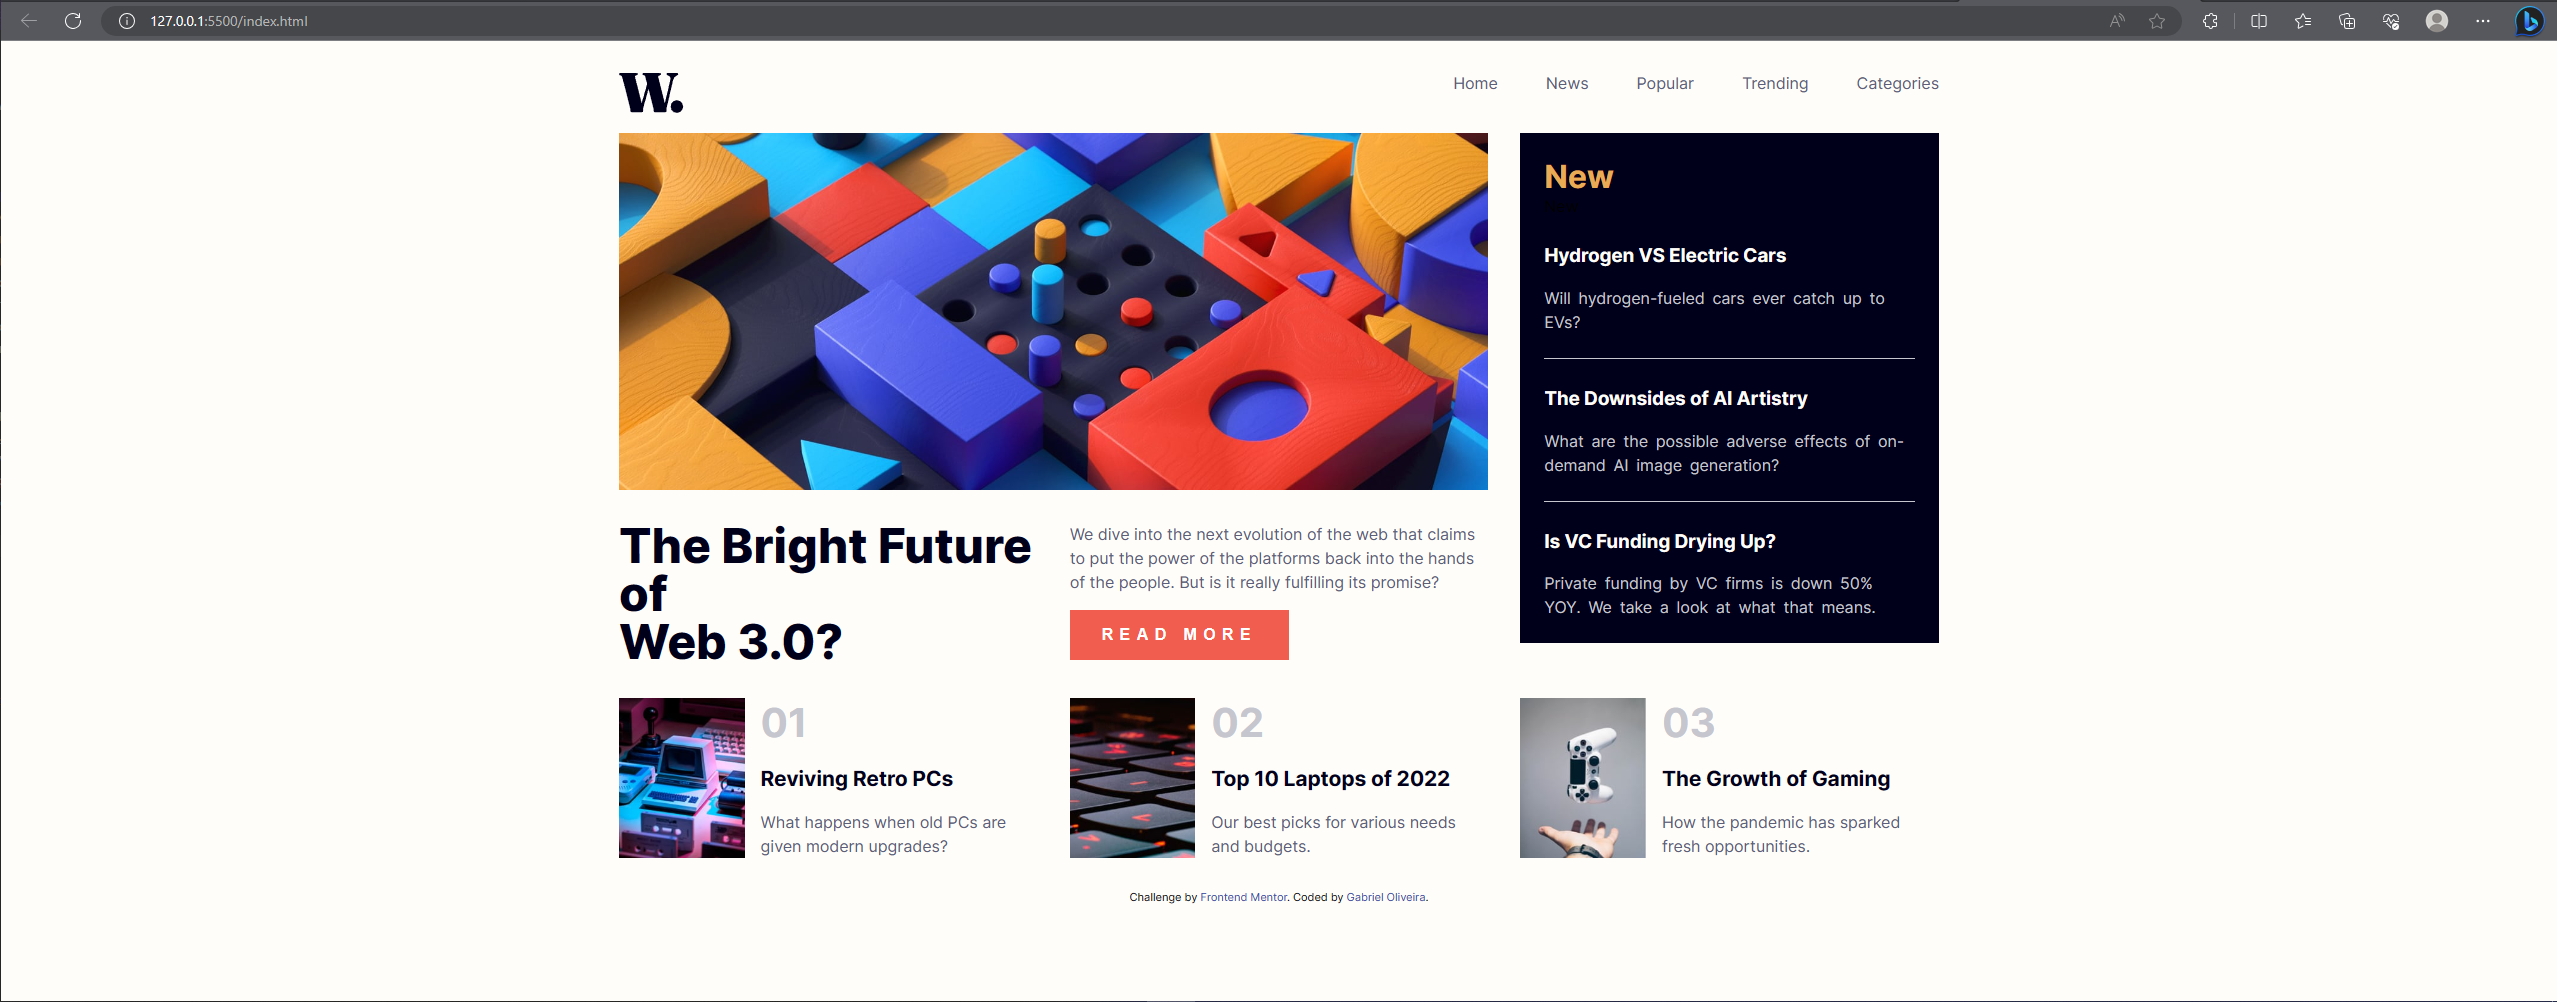 127.0.0.1:5500/index.html
W.
Home News Popular Trending Categories
New
Hydrogen VS Electric Cars
Will hydrogen-fueled cars ever catch up to
EVs?
The Downsides of AI Artistry
What are the possible adverse effects of on-
demand AI image generation?
Is VC Funding Drying Up?
Private funding by VC firms is down 50%
YOY. We take a look at what that means.
The Bright Future
of
Web 3.0?
We dive into the next evolution of the web that claims
to put the power of the platforms back into the hands
of the people. But is it really fulfilling its promise?
READ MORE
01
Reviving Retro PCs
What happens when old PCs are
given modern upgrades?
02
Top 10 Laptops of 2022
Our best picks for various needs
and budgets.
03
The Growth of Gaming
How the pandemic has sparked
fresh opportunities.
Challenge by Frontend Mentor. Coded by Gabriel Oliveira.